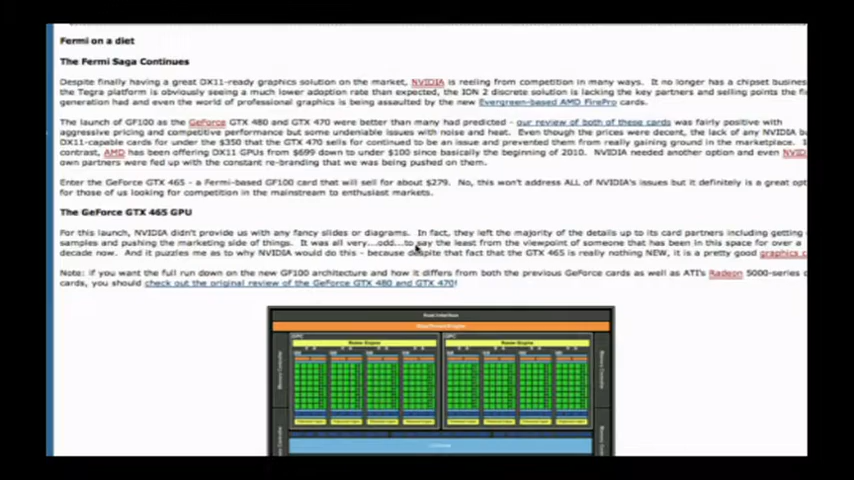 Fermi on a diet
The Fermi Saga Continues
Despite finally having a great DX11-ready graphics solution on the market, NVIDIA is reeling from competition in many ways. It no longer has a chipset busines
the Tegra platform is obviously seeing a much lower adoption rate than expected, the ION 2 discrete solution is lacking the key partners and selling points the fi
generation had and even the world of professional graphics is being assaulted by the new Evergreen-based AMD FirePro cards.
The launch of GF100 as the GeForce GTX 480 and GTX 470 were better than many had predicted - our review of both of these cards was fairly positive with
aggressive pricing and competitive performance but some undeniable issues with noise and heat. Even though the prices were decent, the lack of any NVIDIA ba
DX11-capable cards for under the $350 that the GTX 470 sells for continued to be an issue and prevented them from really gaining ground in the marketplace. I
contrast, AMD has been offering DX11 GPUs from $699 down to under $100 since basically the beginning of 2010. NVIDIA needed another option and even NVID
own partners were fed up with the constant re-branding that we was being pushed on them.
Enter the GeForce GTX 465 - a Fermi-based GF100 card that will sell for about $279. No, this won't address ALL of NVIDIA's issues but it definitely is a great op
for those of us looking for competition in the mainstream to enthusiast markets.
The GeForce GTX 465 GPU
For this launch, NVIDIA didn't provide us with any fancy slides or diagrams. In fact, they left the majority of the details up to its card partners including getting
samples and pushing the marketing side of things. It was all very...odd...to say the least from the viewpoint of someone that has been in this space for over a
decade now. And it puzzles me as to why NVIDIA would do this - because despite that fact that the GTX 465 is really nothing NEW, it is a pretty good graphics c
Note: if you want the full run down on the new GF100 architecture and how it differs from both the previous GeForce cards as well as ATI's Radeon 5000-series c
cards, you should check out the original review of the GeForce GTX 480 and GTX 470!
Host Interface
GPC
GPC
Raster Engine
Raster Engine
Memory Controller
Memory Controller